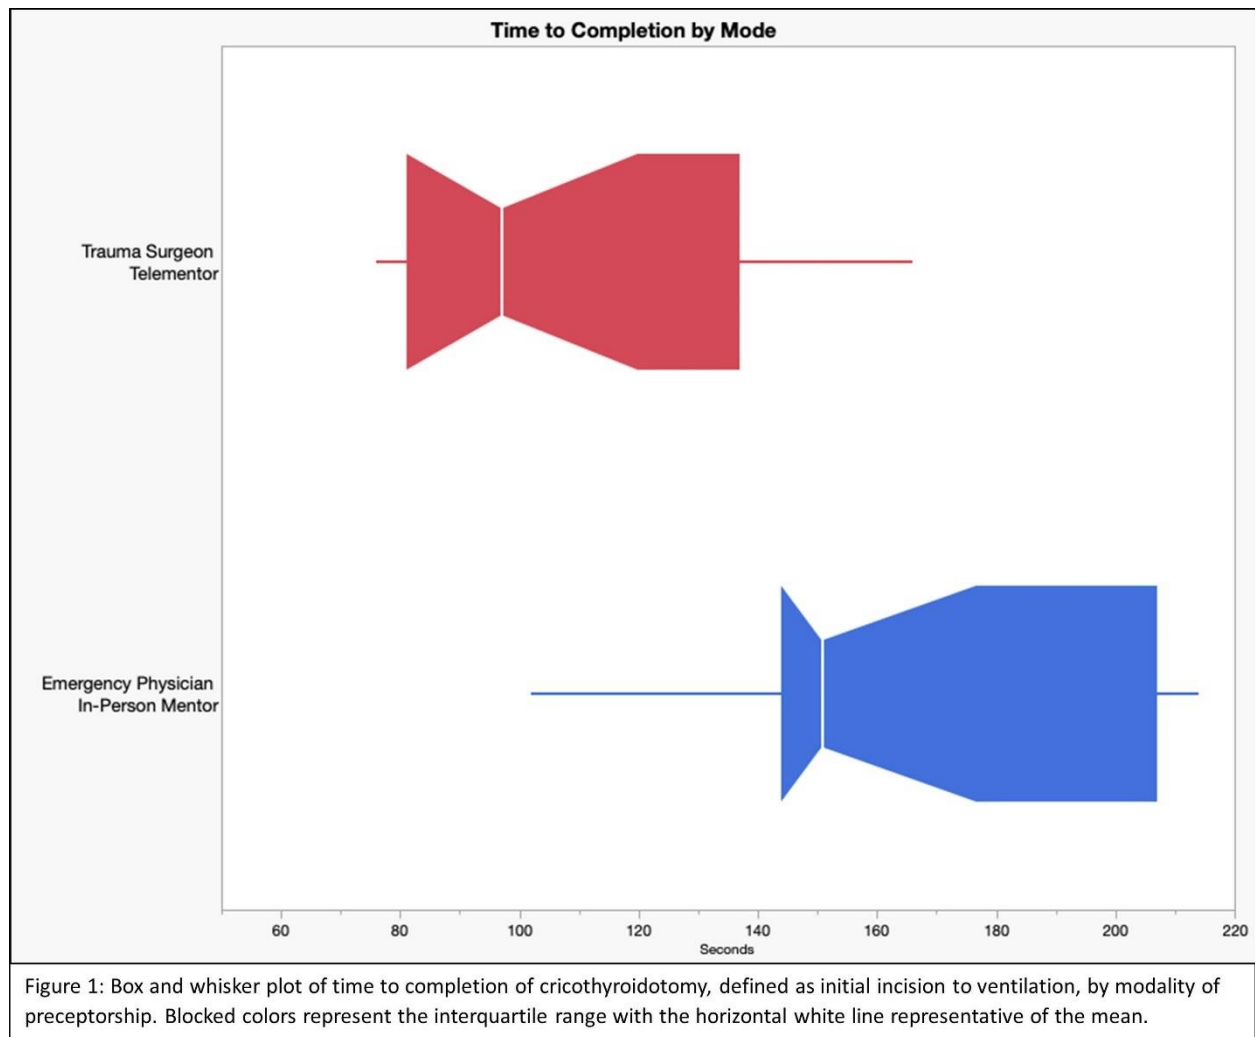 Time to Completion by Mode
Trauma Surgeon
Telementor
Emergency Physician
In-Person Mentor
60 80 100 120 140 160 180 200 220
Seconds
Figure 1: Box and whisker plot of time to completion of cricothyroidotomy, defined as initial incision to ventilation, by modality of
preceptorship. Blocked colors represent the interquartile range with the horizontal white line representative of the mean.